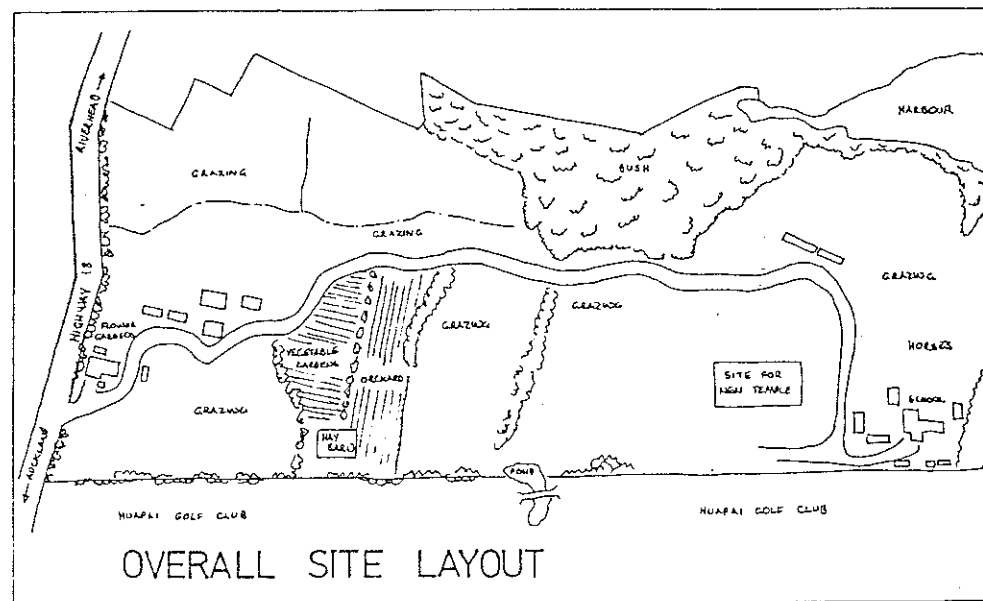 RIVERHEAD
HARBOUR
GRAZING
BUSH
GRAZING
HIGHWAY 18
GRAZING
GRAZING
GRAZING
FLOWER
GARDEN
HORSES
VEGETABLE
GARDENS
ORCHARD
SITE FOR
NEW TEMPLE
SCHOOL
GRAZING
HAY
BARN
AUCKLAND
POND
HUAPAI GOLF CLUB
HUAPAI GOLF CLUB
OVERALL SITE LAYOUT